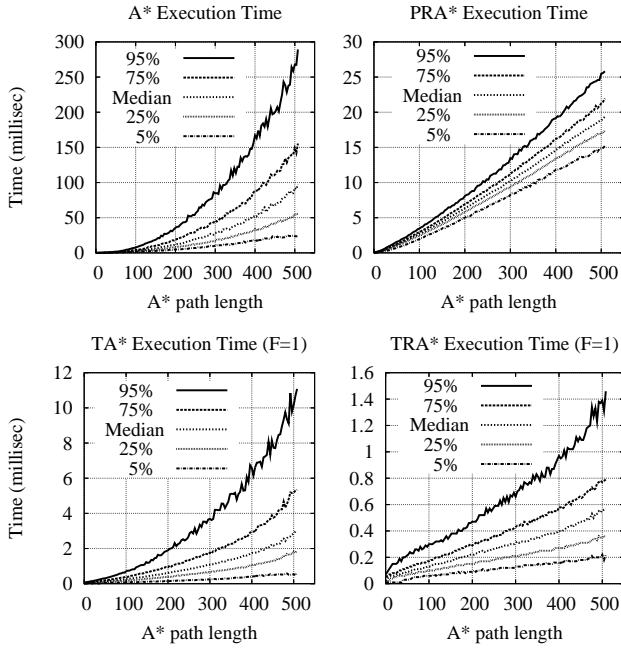 A* Execution Time
300
250
200
150
100
50
0
0 100 200 300 400 500
Time (millisec)
A* path length
95%
75%
Median
25%
5%
PRA* Execution Time
30
25
20
15
10
5
0
0 100 200 300 400 500
A* path length
95%
75%
Median
25%
5%
TA* Execution Time (F=1)
12
10
8
6
4
2
0
0 100 200 300 400 500
Time (millisec)
A* path length
95%
75%
Median
25%
5%
TRA* Execution Time (F=1)
1.6
1.4
1.2
1
0.8
0.6
0.4
0.2
0
0 100 200 300 400 500
A* path length
95%
75%
Median
25%
5%